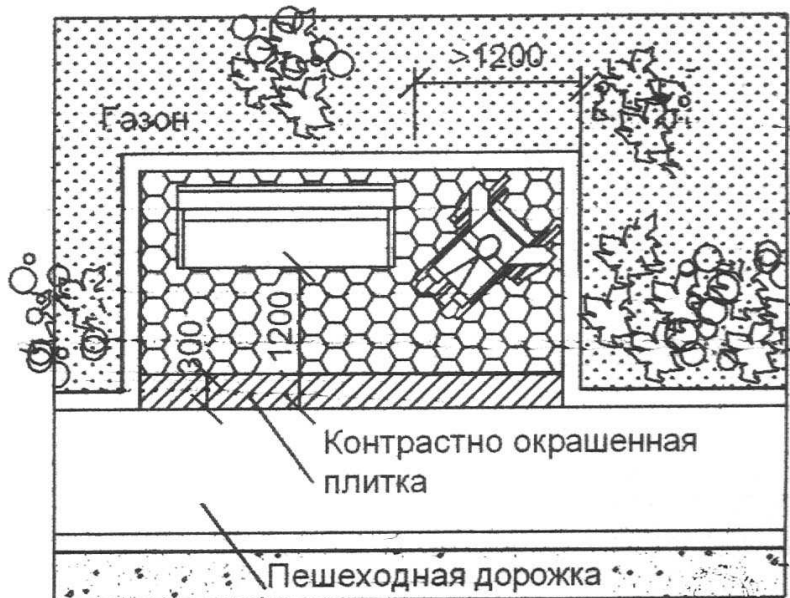 >1200
Газон
300
1200
Контрастно окрашенная
плитка
Пешеходная дорожка